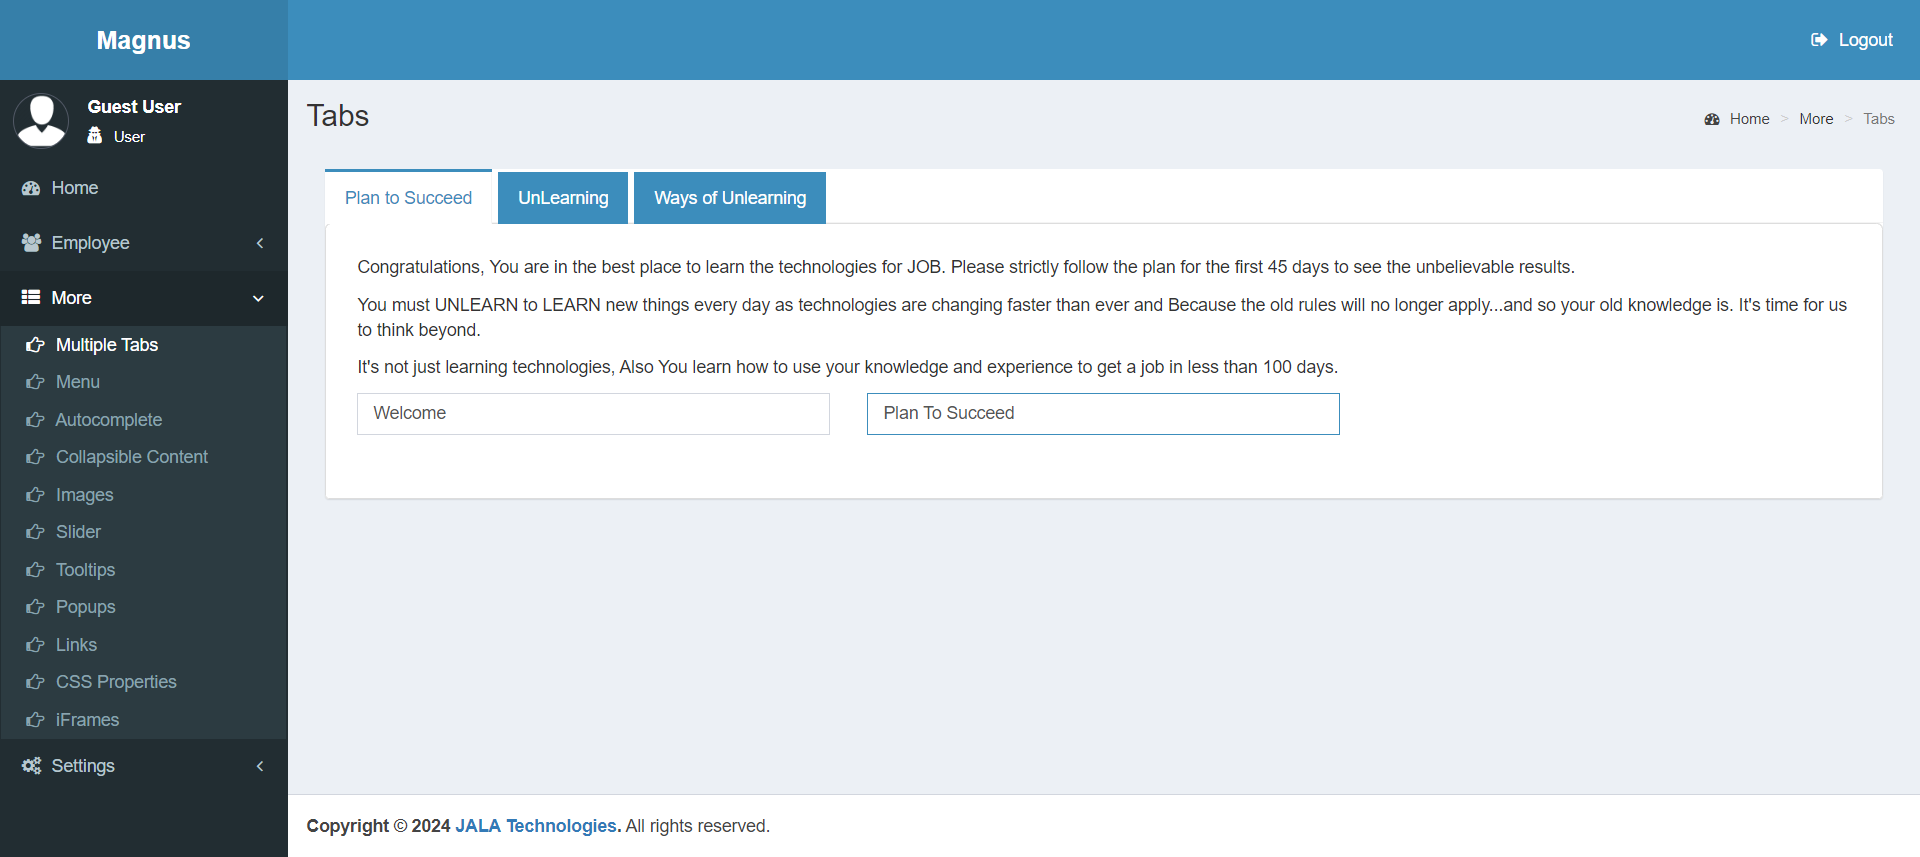 Magnus
Logout
Guest User
User
Home
Employee
More
Multiple Tabs
Menu
Autocomplete
Collapsible Content
Images
Slider
Tooltips
Popups
Links
CSS Properties
iFrames
Settings
Tabs
Home > More > Tabs
Plan to Succeed
UnLearning
Ways of Unlearning
Congratulations, You are in the best place to learn the technologies for JOB. Please strictly follow the plan for the first 45 days to see the unbelievable results.
You must UNLEARN to LEARN new things every day as technologies are changing faster than ever and Because the old rules will no longer apply...and so your old knowledge is. It's time for us
to think beyond.
It's not just learning technologies, Also You learn how to use your knowledge and experience to get a job in less than 100 days.
Welcome
Plan To Succeed
Copyright © 2024 JALA Technologies. All rights reserved.